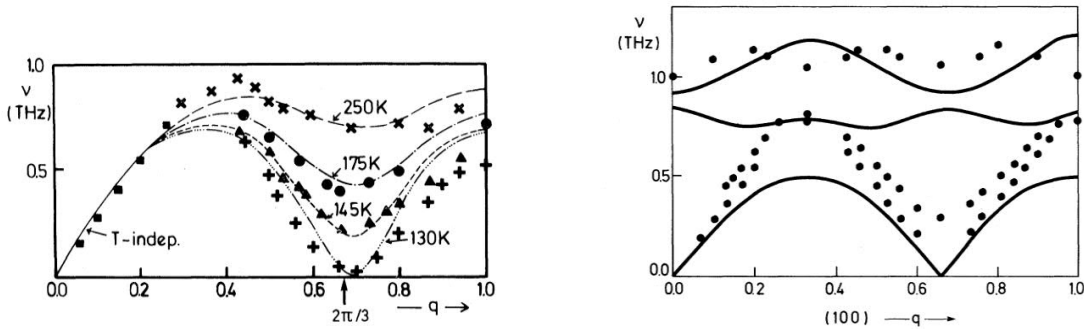 ν
(THz)
1.0
0.5
0.0
0.2
0.4
0.6
0.8
1.0
250K
175K
145K
130K
T-indep.
2π/3
— q →
ν
(THz)
1.0
0.5
0.0
0.0
0.2
0.4
0.6
0.8
1.0
(100) — q →